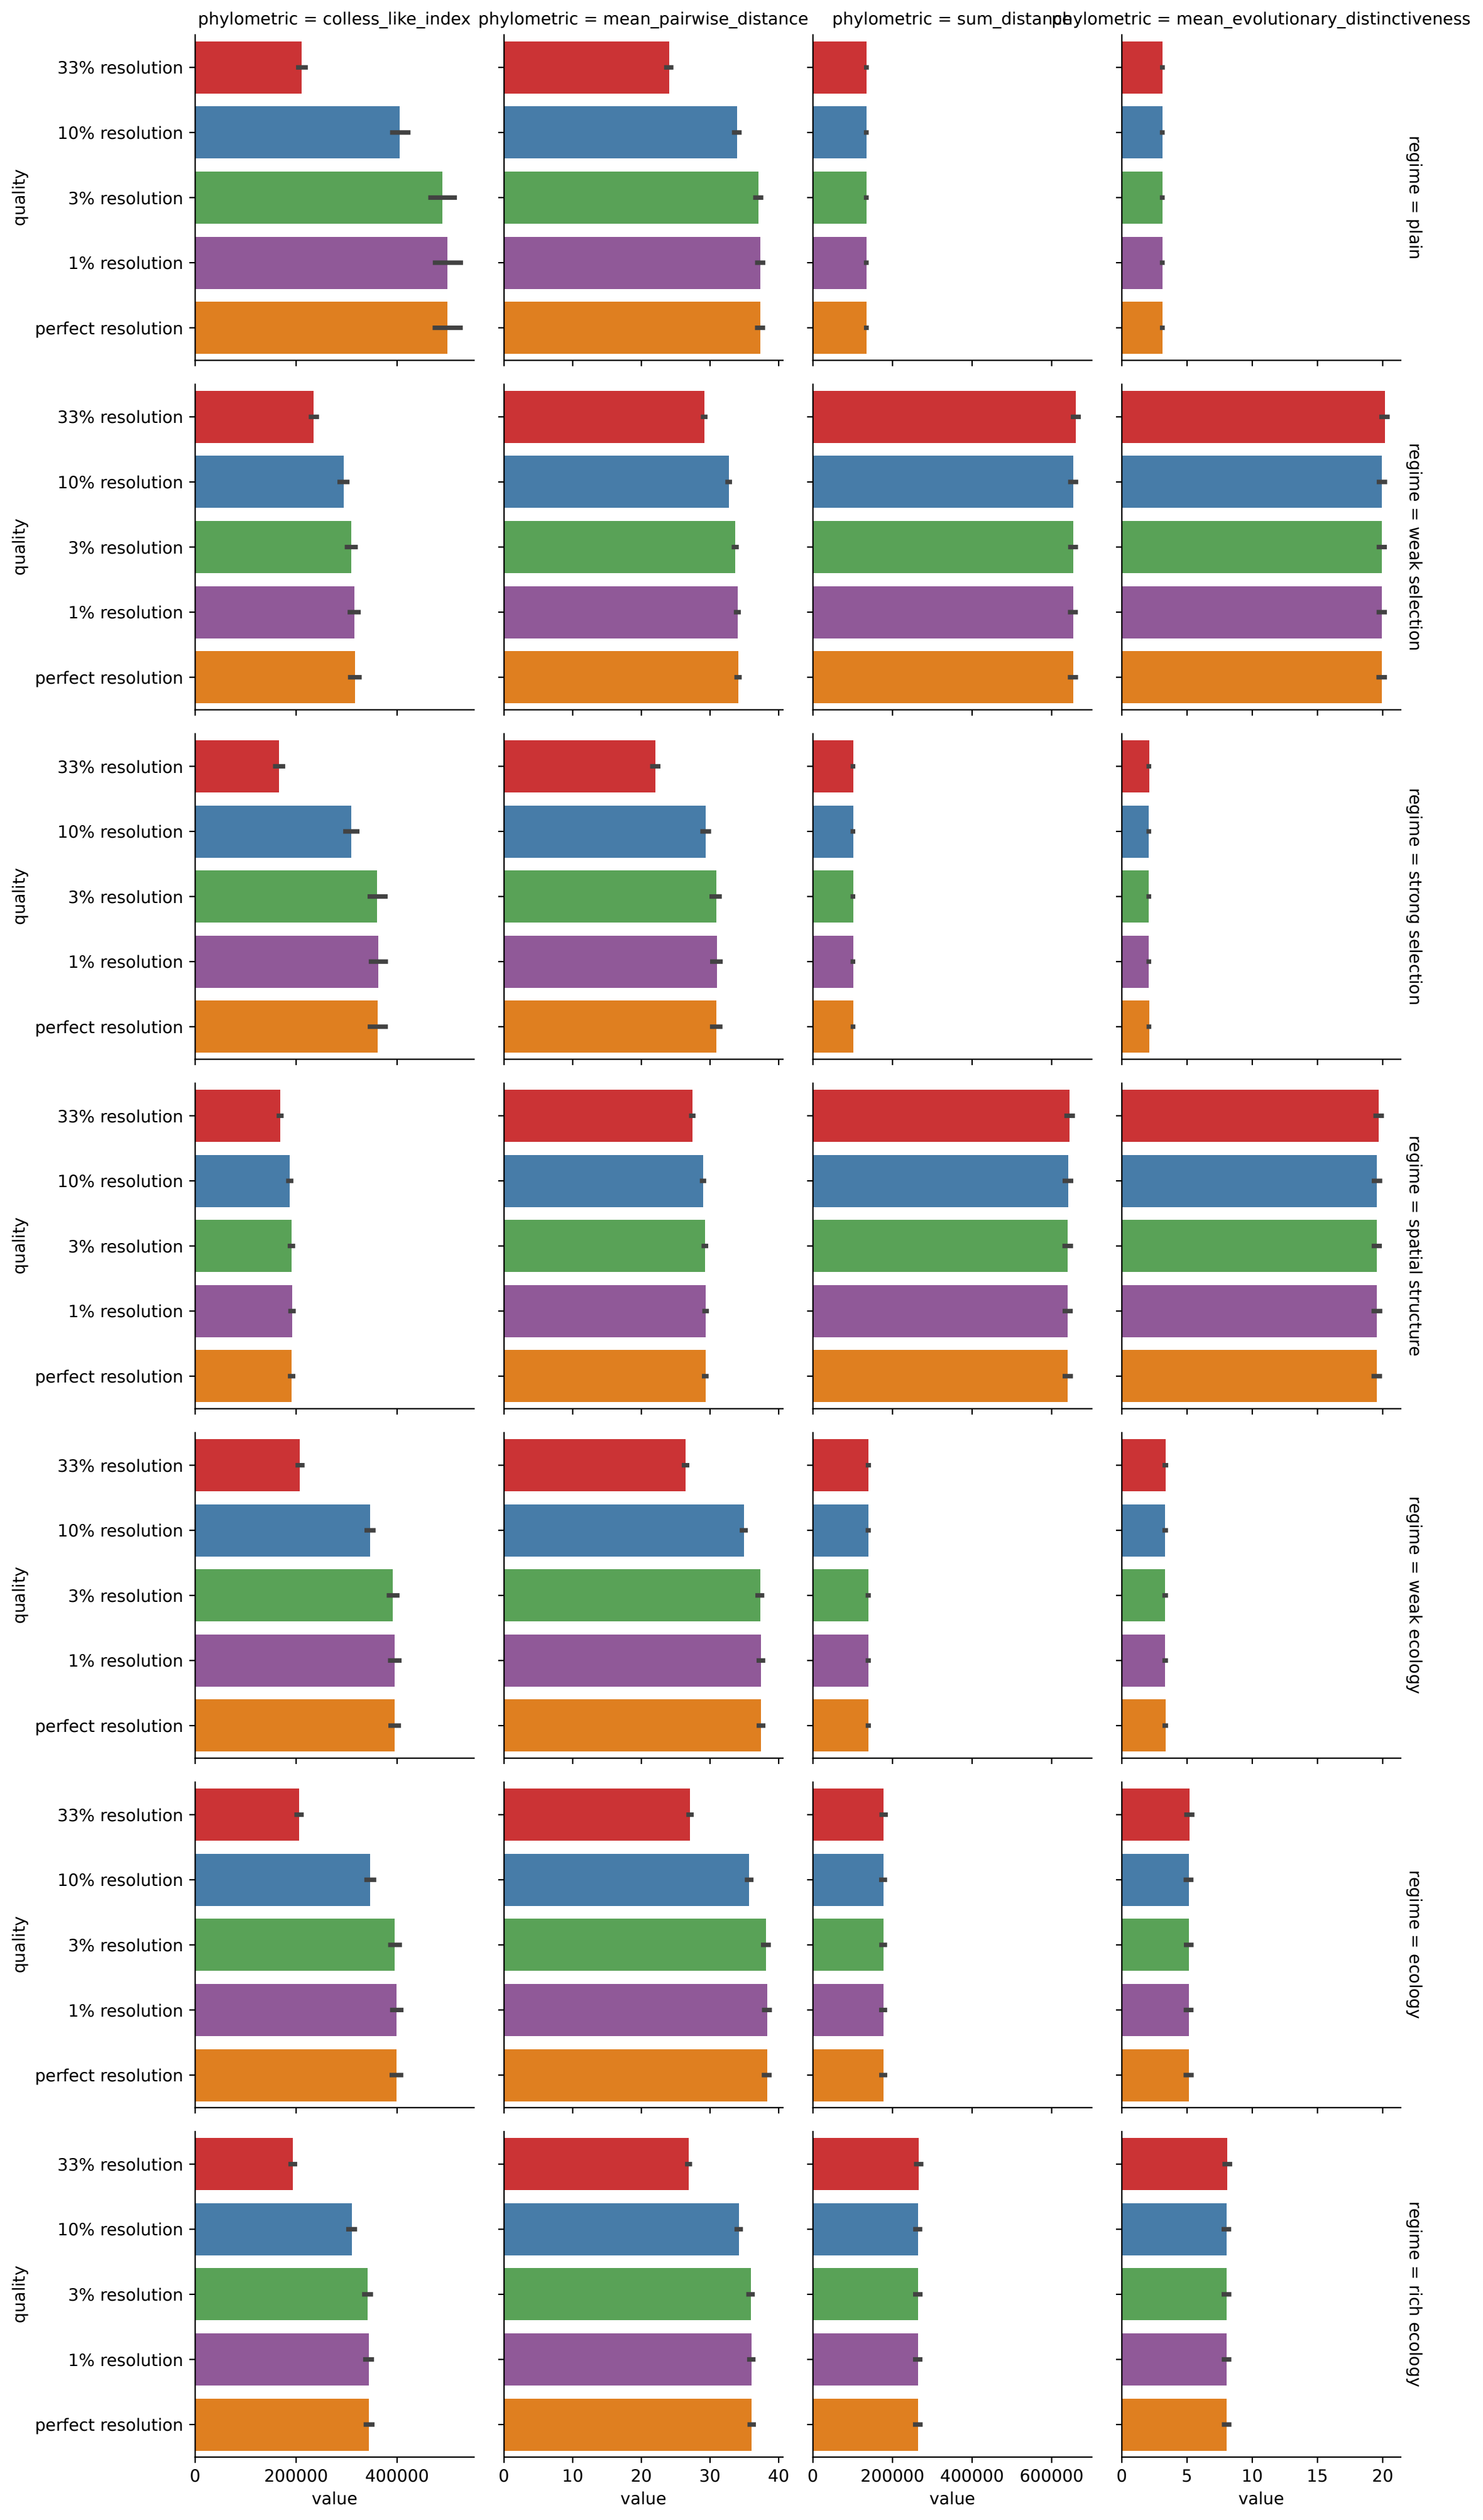 phylometric = colless_like_index phylometric = mean_pairwise_distance phylometric = sum_distance phylometric = mean_evolutionary_distinctiveness
33% resolution
10% resolution
3% resolution
1% resolution
perfect resolution
quality
regime = plain
33% resolution
10% resolution
3% resolution
1% resolution
perfect resolution
quality
regime = weak selection
33% resolution
10% resolution
3% resolution
1% resolution
perfect resolution
quality
regime = strong selection
33% resolution
10% resolution
3% resolution
1% resolution
perfect resolution
quality
regime = spatial structure
33% resolution
10% resolution
3% resolution
1% resolution
perfect resolution
quality
regime = weak ecology
33% resolution
10% resolution
3% resolution
1% resolution
perfect resolution
quality
regime = ecology
33% resolution
10% resolution
3% resolution
1% resolution
perfect resolution
quality
regime = rich ecology
0 200000 400000 0 10 20 30 40 0 200000 400000 600000 0 5 10 15 20
value value value value